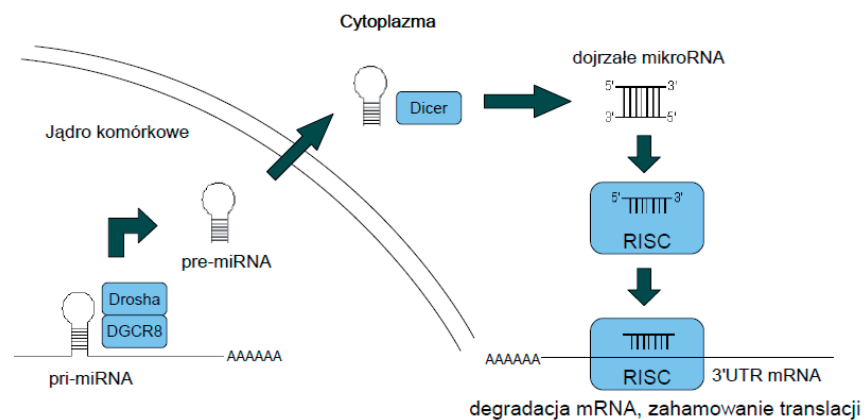 Cytoplazma
Jądro komórkowe
Dicer
dojrzałe mikroRNA
5' 3'
3' 5'
5' 3'
RISC
pre-miRNA
Drosha
DGCR8
AAAAAA
pri-miRNA
AAAAAA
RISC
3'UTR mRNA
degradacja mRNA, zahamowanie translacji